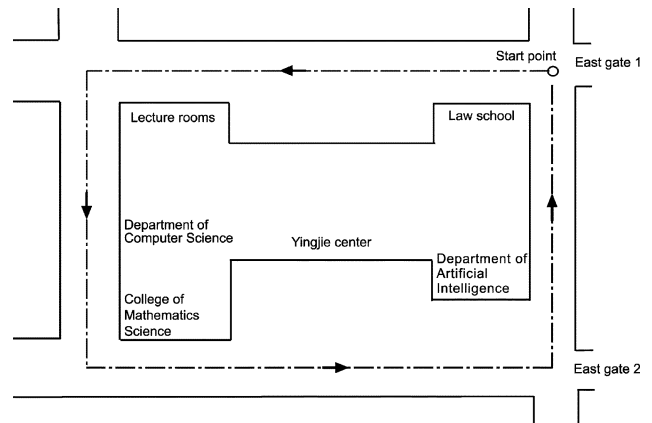 Start point
East gate 1
Lecture rooms
Law school
Department of
Computer Science
Yingjie center
Department of
Artificial
Intelligence
College of
Mathematics
Science
East gate 2